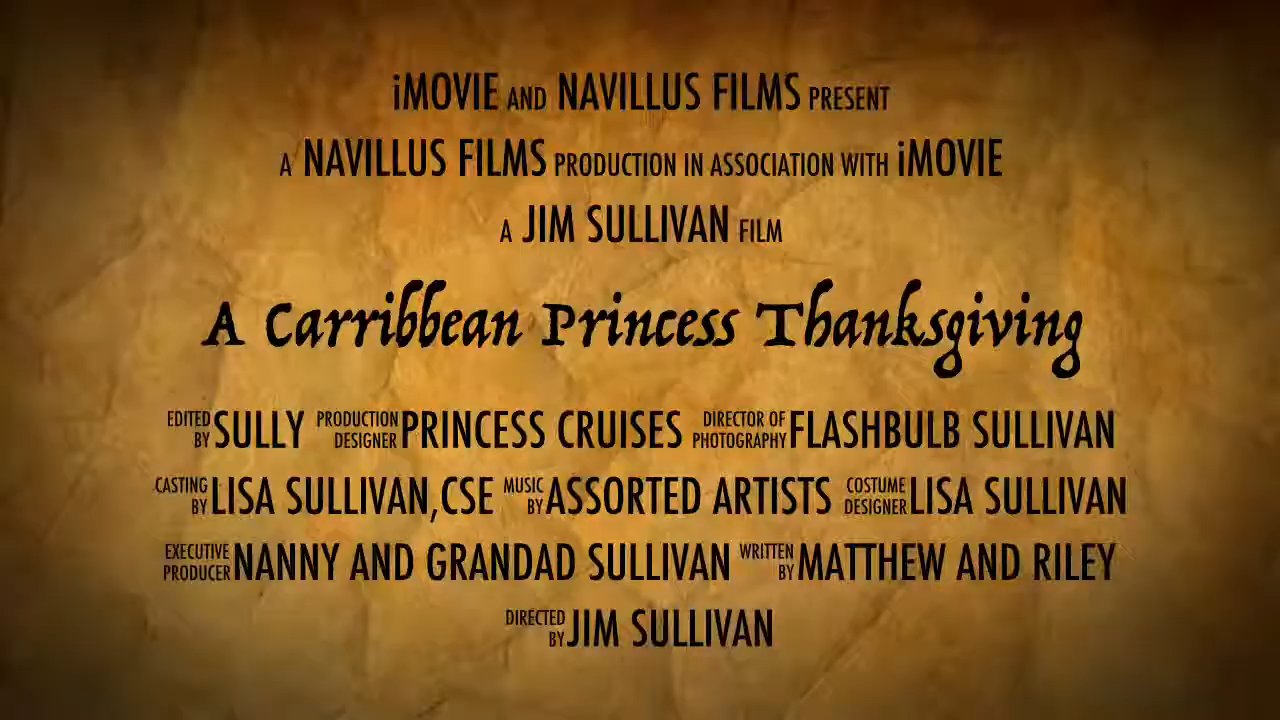 iMOVIE AND NAVILLUS FILMS PRESENT
A NAVILLUS FILMS PRODUCTION IN ASSOCIATION WITH iMOVIE
A JIM SULLIVAN FILM
A Carribbean Princess Thanksgiving
EDITED BY SULLY PRODUCTION DESIGNER PRINCESS CRUISES DIRECTOR OF PHOTOGRAPHY FLASHBULB SULLIVAN
CASTING BY LISA SULLIVAN,CSE MUSIC BY ASSORTED ARTISTS COSTUME DESIGNER LISA SULLIVAN
EXECUTIVE PRODUCER NANNY AND GRANDAD SULLIVAN WRITTEN BY MATTHEW AND RILEY
DIRECTED BY JIM SULLIVAN